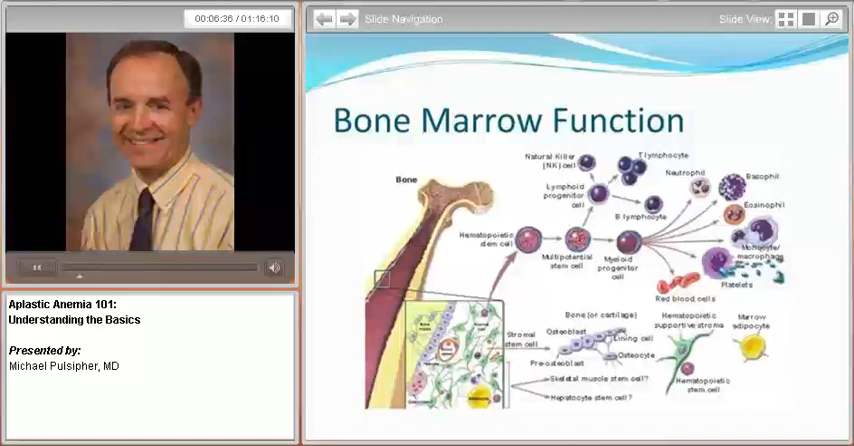 00:06:36 / 01:16:10
Slide Navigation
Slide View:
Bone Marrow Function
Natural Killer
(NK) cell
T lymphocyte
Neutrophil
Basophil
Bone
Lymphoid
progenitor
cell
Eosinophil
B lymphocyte
Hematopoietic
stem cell
Multipotential
stem cell
Myeloid
progenitor
cell
Monocyte/
macrophage
Platelets
Red blood cells
Bone (or cartilage)
Hematopoietic
supportive stroma
Marrow
adipocyte
Stromal
stem cell
Osteoblast
Lining cell
Pre-osteoblast
Osteocyte
Skeletal muscle stem cell?
Hematopoietic
stem cell
Hepatocyte stem cell?
Aplastic Anemia 101:
Understanding the Basics
Presented by:
Michael Pulsipher, MD